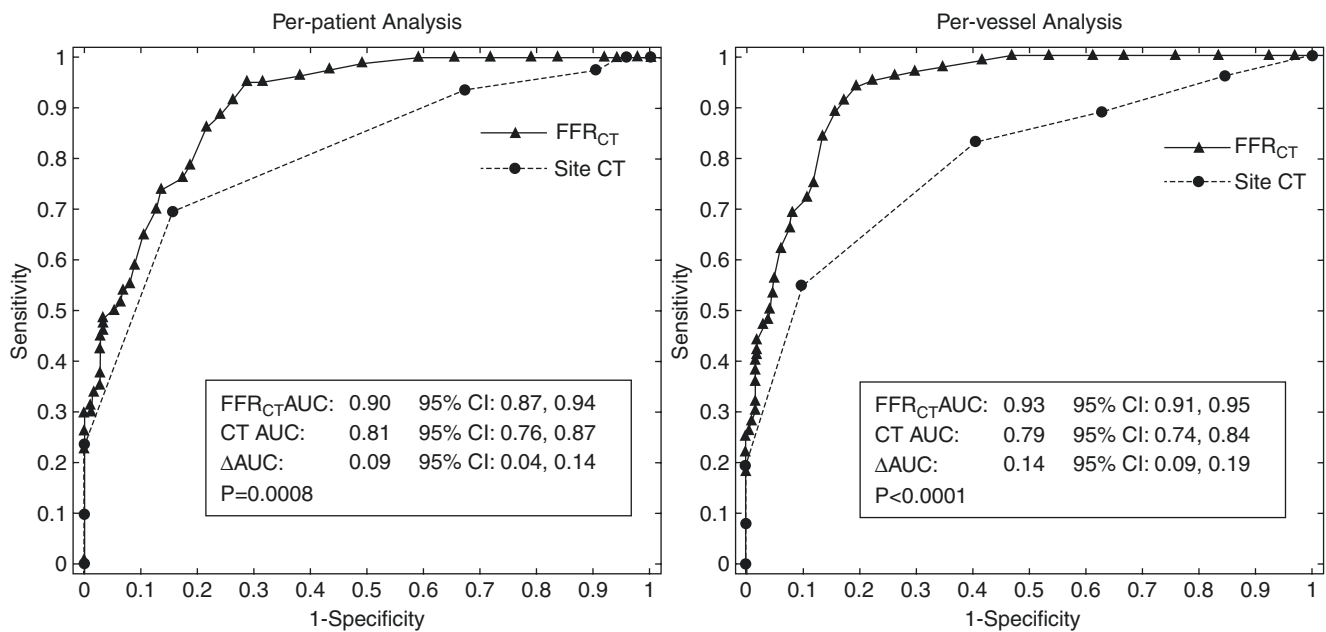 Per-patient Analysis
1
0.9
0.8
0.7
0.6
0.5
0.4
0.3
0.2
0.1
0
Sensitivity
FFRCT
Site CT
FFRCTAUC: 0.90 95% CI: 0.87, 0.94
CT AUC: 0.81 95% CI: 0.76, 0.87
ΔAUC: 0.09 95% CI: 0.04, 0.14
P=0.0008
0 0.1 0.2 0.3 0.4 0.5 0.6 0.7 0.8 0.9 1
1-Specificity
Per-vessel Analysis
1
0.9
0.8
0.7
0.6
0.5
0.4
0.3
0.2
0.1
0
Sensitivity
FFRCT
Site CT
FFRCTAUC: 0.93 95% CI: 0.91, 0.95
CT AUC: 0.79 95% CI: 0.74, 0.84
ΔAUC: 0.14 95% CI: 0.09, 0.19
P<0.0001
0 0.1 0.2 0.3 0.4 0.5 0.6 0.7 0.8 0.9 1
1-Specificity